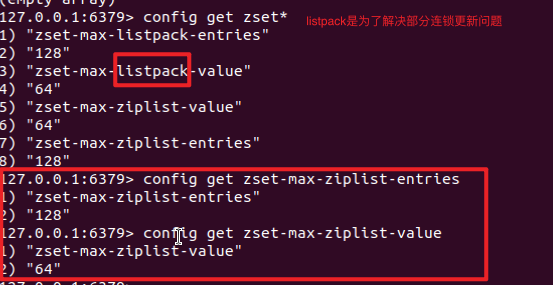 (empty array)
127.0.0.1:6379> config get zset* listpack是为了解决部分连锁更新问题
1) "zset-max-listpack-entries"
2) "128"
3) "zset-max-listpack-value"
4) "64"
5) "zset-max-ziplist-value"
6) "64"
7) "zset-max-ziplist-entries"
8) "128"
127.0.0.1:6379> config get zset-max-ziplist-entries
1) "zset-max-ziplist-entries"
2) "128"
127.0.0.1:6379> config get zset-max-ziplist-value
1) "zset-max-ziplist-value"
2) "64"
127.0.0.1:6379>